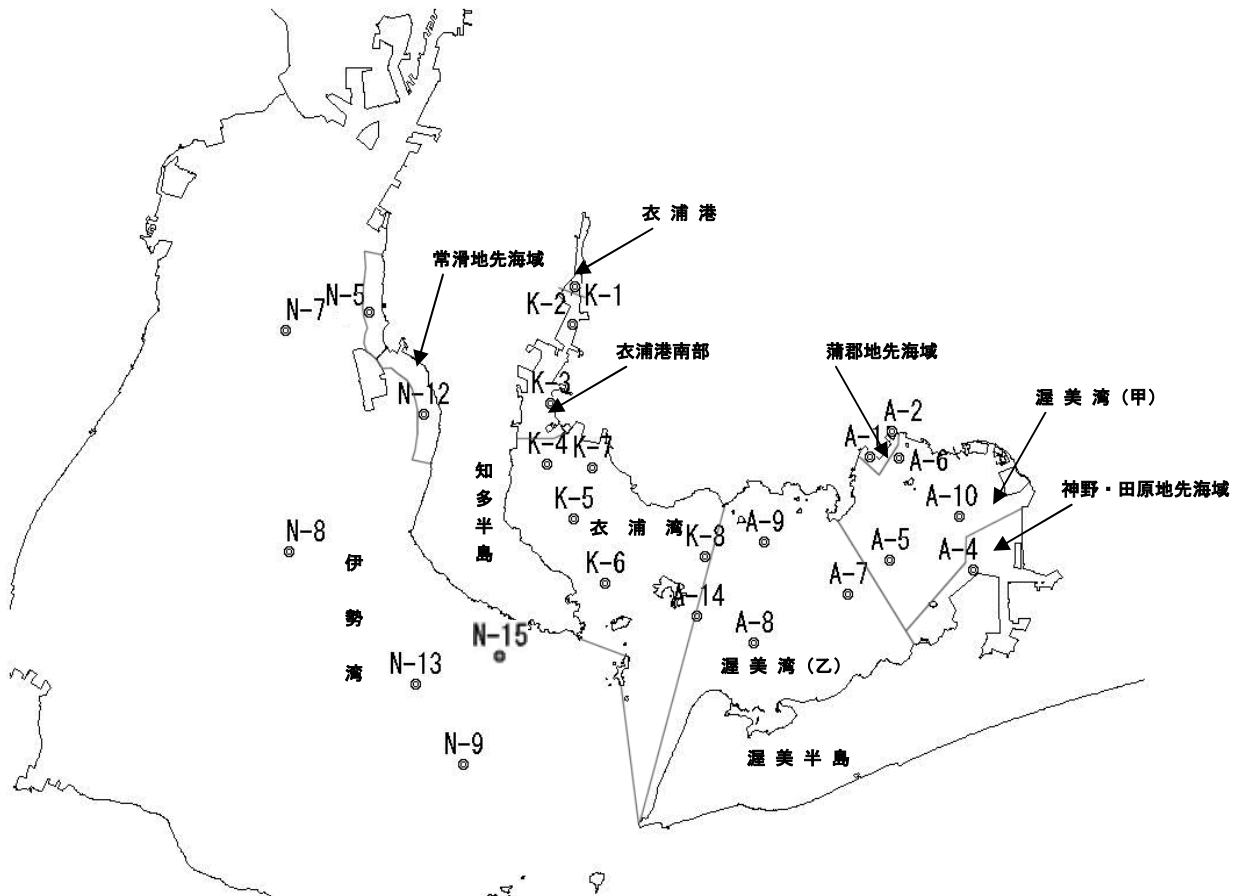 衣浦港
常滑地先海域
N-5
N-7
K-2
K-1
衣浦港南部
蒲郡地先海域
K-3
渥美湾(甲)
N-12
A-2
A-1
A-6
K-4
K-7
神野・田原地先海域
知多半島
A-10
K-5
衣浦湾
A-9
N-8
K-8
A-5
A-4
伊勢湾
K-6
A-7
A-14
A-8
N-15
渥美湾(乙)
N-13
N-9
渥美半島